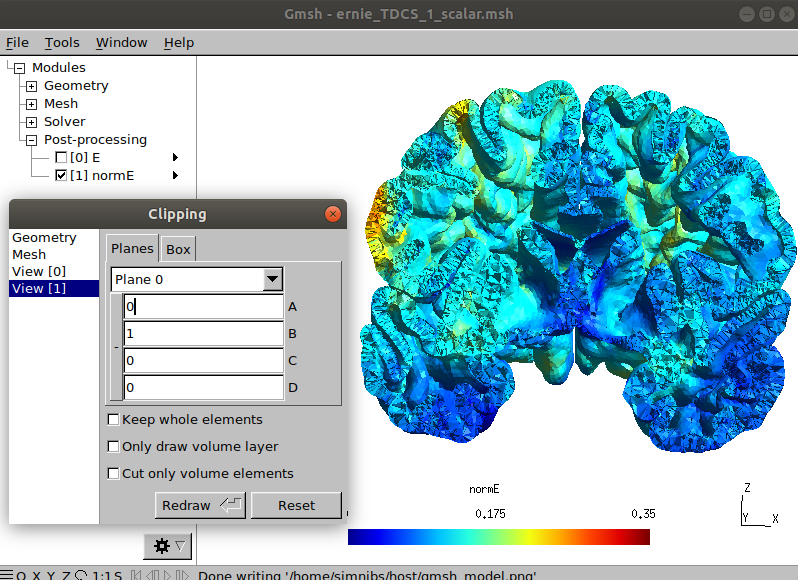 Gmsh - ernie_TDCS_1_scalar.msh
File Tools Window Help
Modules
Geometry
Mesh
Solver
Post-processing
[0] E
[1] normE
Clipping
Geometry
Mesh
View [0]
View [1]
Planes Box
Plane 0
0 A
1 B
0 C
0 D
-
Keep whole elements
Only draw volume layer
Cut only volume elements
Redraw Reset
normE
0.175 0.35
Z
Y X
O X Y Z 1:1 S Done writing '/home/simnibs/host/gmsh_model.png'